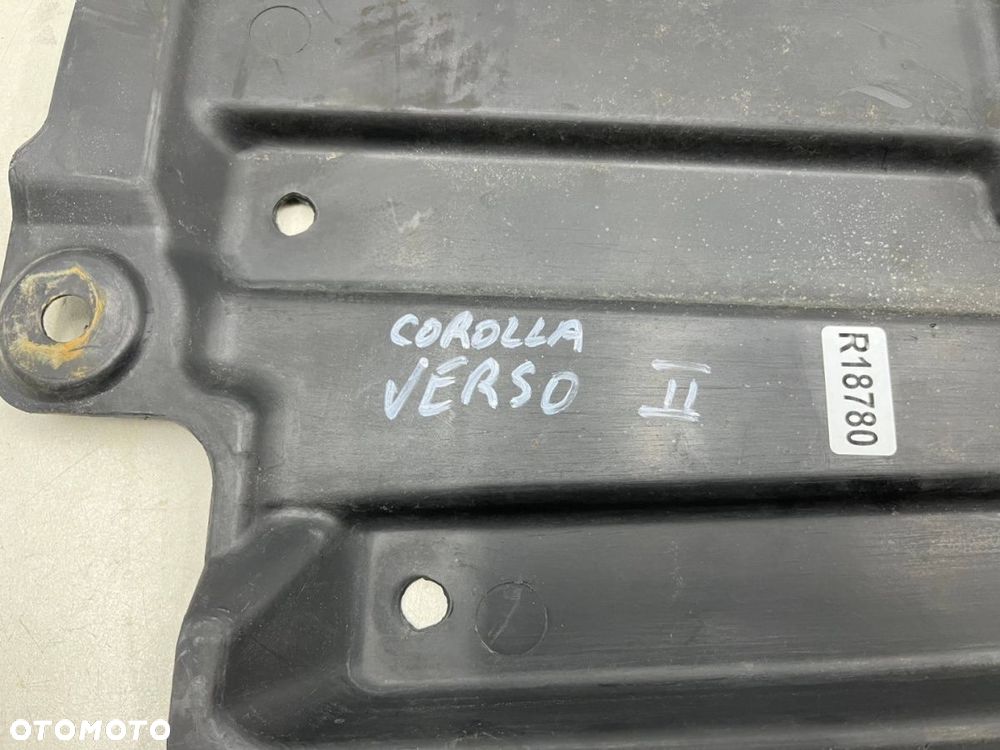 COROLLA
VERSO II
R18780
OTOMOTO